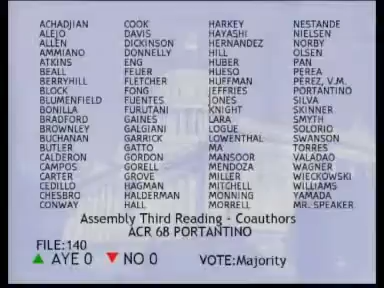 ACHADJIAN COOK HARKEY NESTANDE
ALEJO DAVIS HAYASHI NIELSEN
ALLEN DICKINSON HERNANDEZ NORBY
AMMIANO DONNELLY HILL OLSEN
ATKINS ENG HUBER PAN
BEALL FEUER HUESO PEREA
BERRYHILL FLETCHER HUFFMAN PEREZ, V.M.
BLOCK FONG JEFFRIES PORTANTINO
BLUMENFIELD FUENTES JONES SILVA
BONILLA FURUTANI KNIGHT SKINNER
BRADFORD GAINES LARA SMYTH
BROWNLEY GALGIANI LOGUE SOLORIO
BUCHANAN GARRICK LOWENTHAL SWANSON
BUTLER GATTO MA TORRES
CALDERON GORDON MANSOOR VALADAO
CAMPOS GORELL MENDOZA WAGNER
CARTER GROVE MILLER WIECKOWSKI
CEDILLO HAGMAN MITCHELL WILLIAMS
CHESBRO HALDERMAN MONNING YAMADA
CONWAY HALL MORRELL MR. SPEAKER
Assembly Third Reading - Coauthors
ACR 68 PORTANTINO
FILE:140
▲ AYE 0 ▼ NO 0 VOTE:Majority